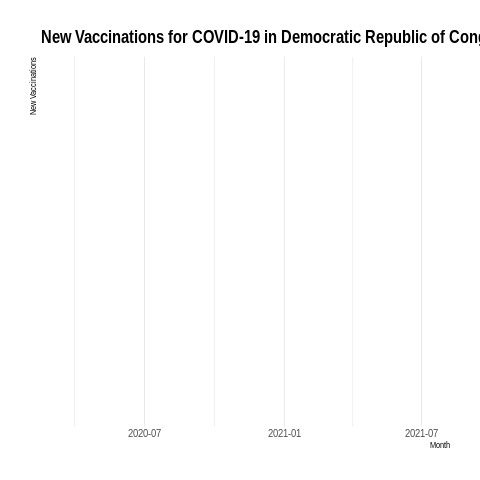 New Vaccinations for COVID-19 in Democratic Republic of Cong
New Vaccinations
2020-07
2021-01
2021-07
Month